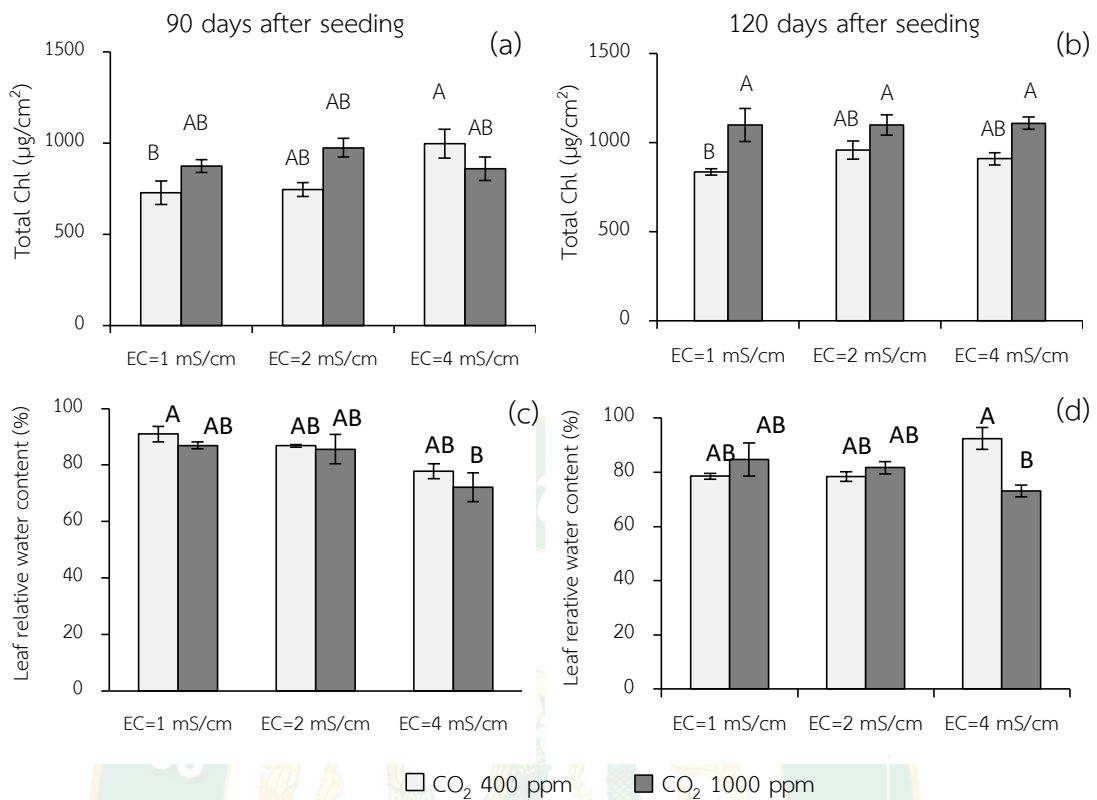 90 days after seeding
120 days after seeding
(a)
Total Chl (µg/cm²)
1500
1000
500
0
B
AB
AB
AB
A
AB
EC=1 mS/cm
EC=2 mS/cm
EC=4 mS/cm
(b)
Total Chl (µg/cm²)
1500
1000
500
0
B
A
AB
A
AB
A
EC=1 mS/cm
EC=2 mS/cm
EC=4 mS/cm
(c)
Leaf relative water content (%)
100
80
60
40
20
0
A
AB
AB
AB
AB
B
EC=1 mS/cm
EC=2 mS/cm
EC=4 mS/cm
(d)
Leaf rerative water content (%)
100
80
60
40
20
0
AB
AB
AB
AB
A
B
EC=1 mS/cm
EC=2 mS/cm
EC=4 mS/cm
CO₂ 400 ppm
CO₂ 1000 ppm